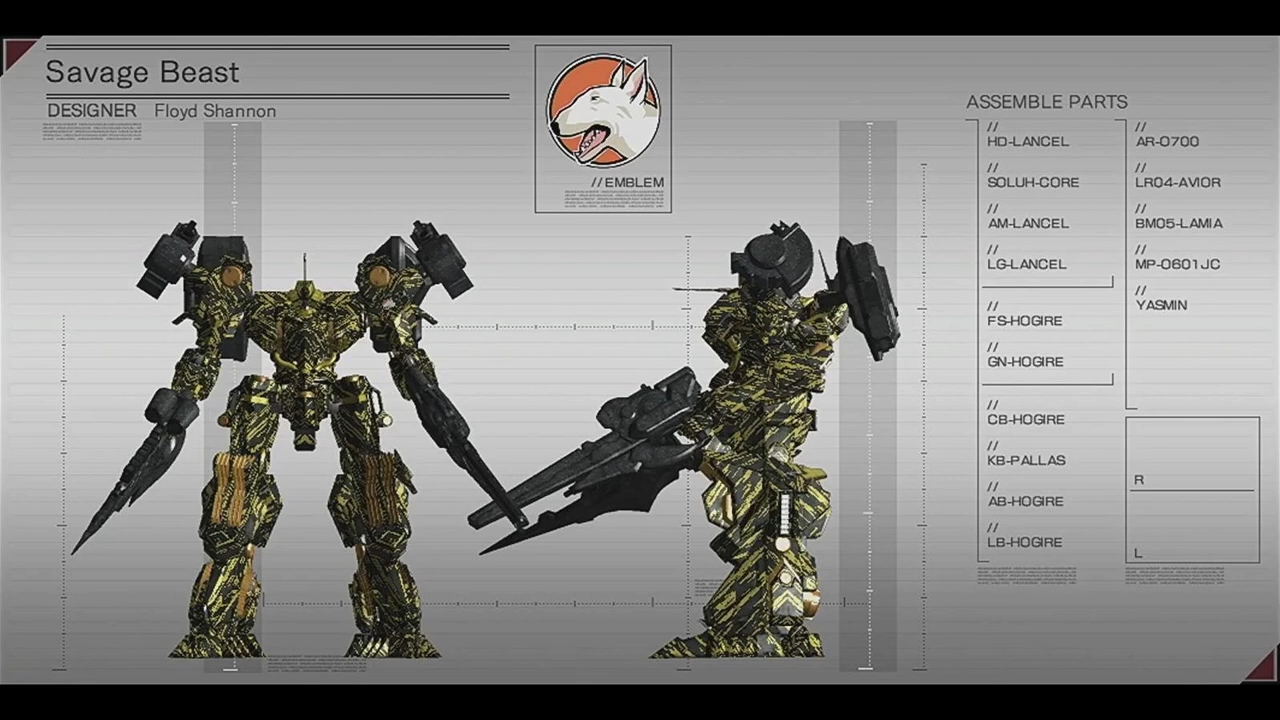 Savage Beast
DESIGNER Floyd Shannon
//EMBLEM
ASSEMBLE PARTS
//
HD-LANCEL
//
SOLUH-CORE
//
AM-LANCEL
//
LG-LANCEL
//
FS-HOGIRE
//
GN-HOGIRE
//
CB-HOGIRE
//
KB-PALLAS
//
AB-HOGIRE
//
LB-HOGIRE
//
AR-O700
//
LR04-AVIOR
//
BM05-LAMIA
//
MP-O601JC
//
YASMIN
R
L